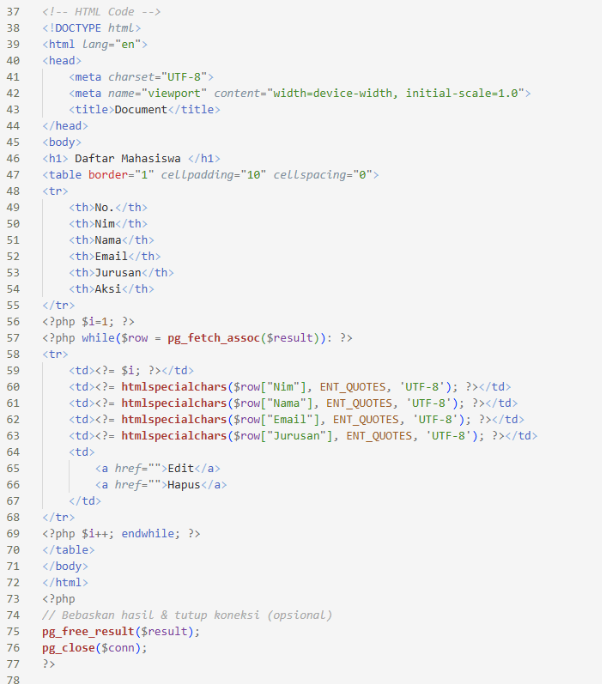 37 <!-- HTML Code -->
38 <!DOCTYPE html>
39 <html lang="en">
40 <head>
41 <meta charset="UTF-8">
42 <meta name="viewport" content="width=device-width, initial-scale=1.0">
43 <title>Document</title>
44 </head>
45 <body>
46 <h1> Daftar Mahasiswa </h1>
47 <table border="1" cellpadding="10" cellspacing="0">
48 <tr>
49 <th>No.</th>
50 <th>Nim</th>
51 <th>Nama</th>
52 <th>Email</th>
53 <th>Jurusan</th>
54 <th>Aksi</th>
55 </tr>
56 <?php $i=1; ?>
57 <?php while($row = pg_fetch_assoc($result)): ?>
58 <tr>
59 <td><?= $i; ?></td>
60 <td><?= htmlspecialchars($row["Nim"], ENT_QUOTES, 'UTF-8'); ?></td>
61 <td><?= htmlspecialchars($row["Nama"], ENT_QUOTES, 'UTF-8'); ?></td>
62 <td><?= htmlspecialchars($row["Email"], ENT_QUOTES, 'UTF-8'); ?></td>
63 <td><?= htmlspecialchars($row["Jurusan"], ENT_QUOTES, 'UTF-8'); ?></td>
64 <td>
65 <a href="">Edit</a>
66 <a href="">Hapus</a>
67 </td>
68 </tr>
69 <?php $i++; endwhile; ?>
70 </table>
71 </body>
72 </html>
73 <?php
74 // Bebaskan hasil & tutup koneksi (opsional)
75 pg_free_result($result);
76 pg_close($conn);
77 ?>
78